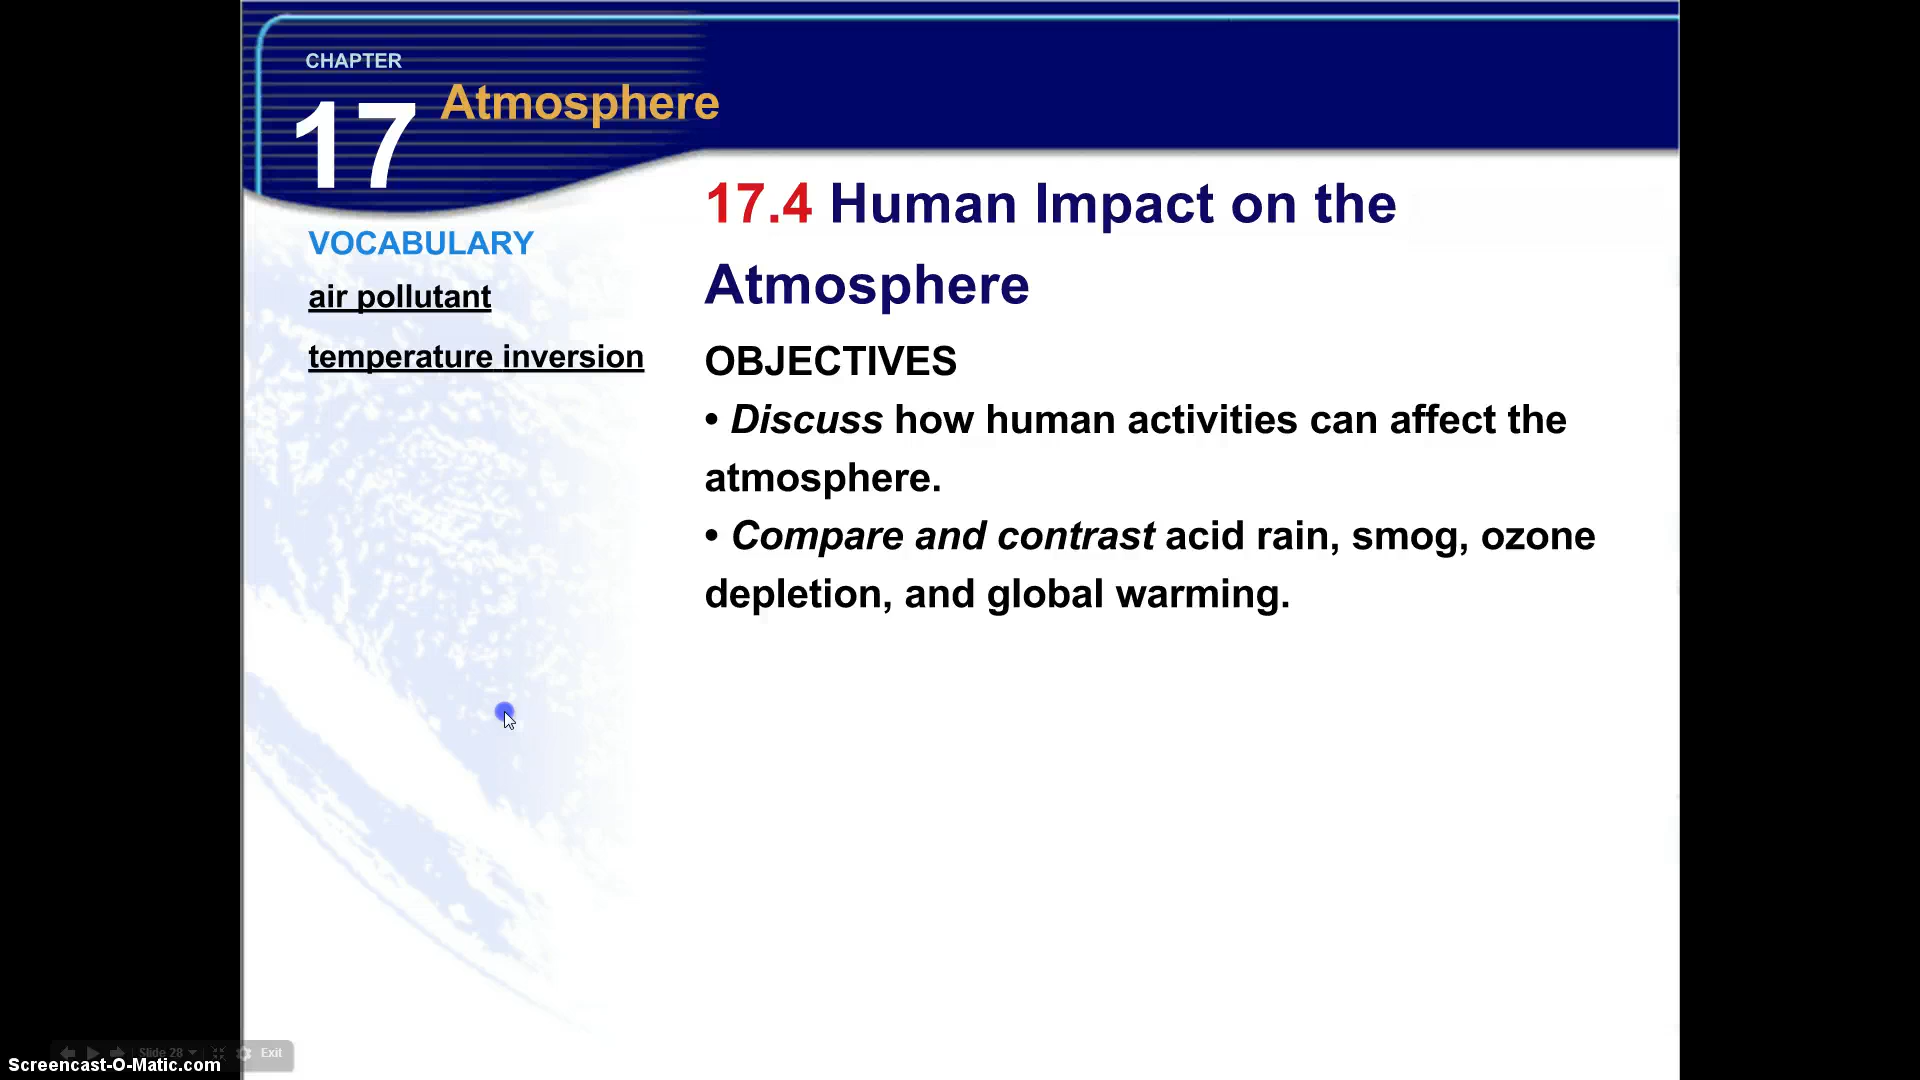 CHAPTER
17
Atmosphere
VOCABULARY
air pollutant
temperature inversion
17.4 Human Impact on the
Atmosphere
OBJECTIVES
• Discuss how human activities can affect the
atmosphere.
• Compare and contrast acid rain, smog, ozone
depletion, and global warming.
Slide 28
Exit
Screencast-O-Matic.com